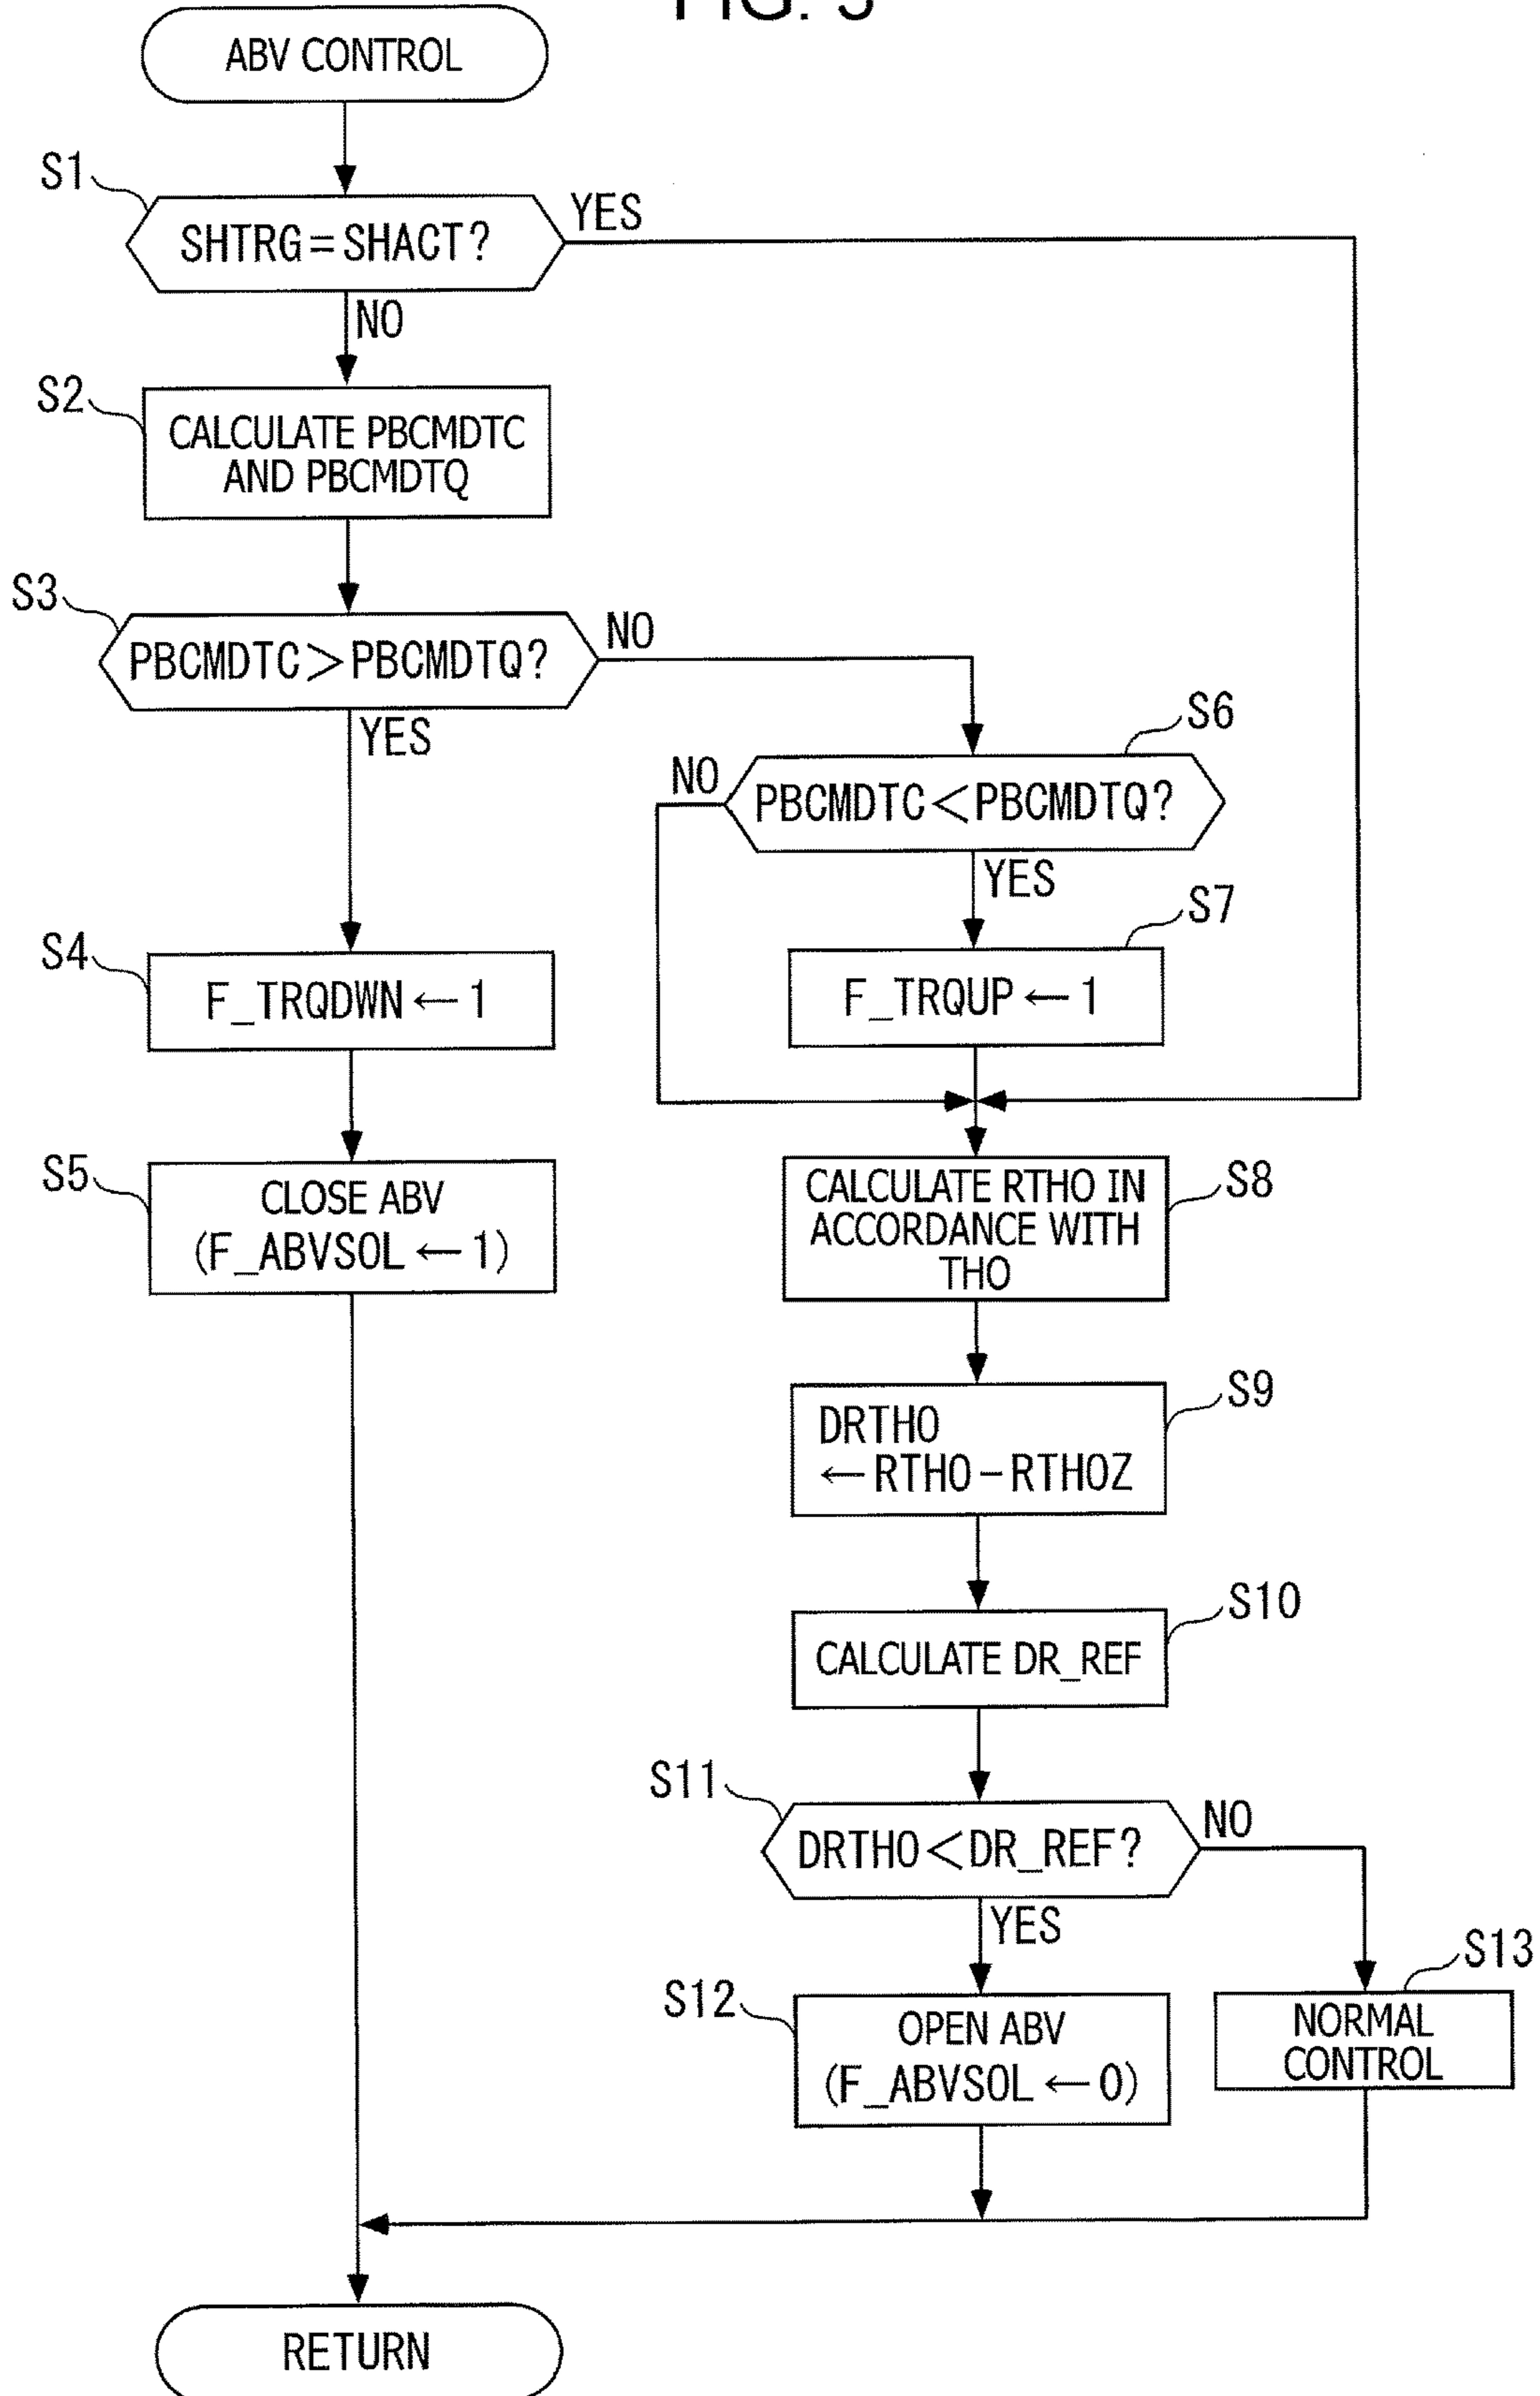 FIG. 5
ABV CONTROL
S1
SHTRG=SHACT?
YES
NO
S2
CALCULATE PBCMDTC
AND PBCMDTQ
S3
PBCMDTC>PBCMDTQ?
NO
YES
S6
PBCMDTC<PBCMDTQ?
NO
YES
S4
F_TRQDWN←1
S7
F_TRQUP←1
S5
CLOSE ABV
(F_ABVSOL←1)
S8
CALCULATE RTHO IN
ACCORDANCE WITH
THO
S9
DRTHO
←RTHO-RTHOZ
S10
CALCULATE DR_REF
S11
DRTHO<DR_REF?
NO
YES
S12
OPEN ABV
(F_ABVSOL←0)
S13
NORMAL
CONTROL
RETURN